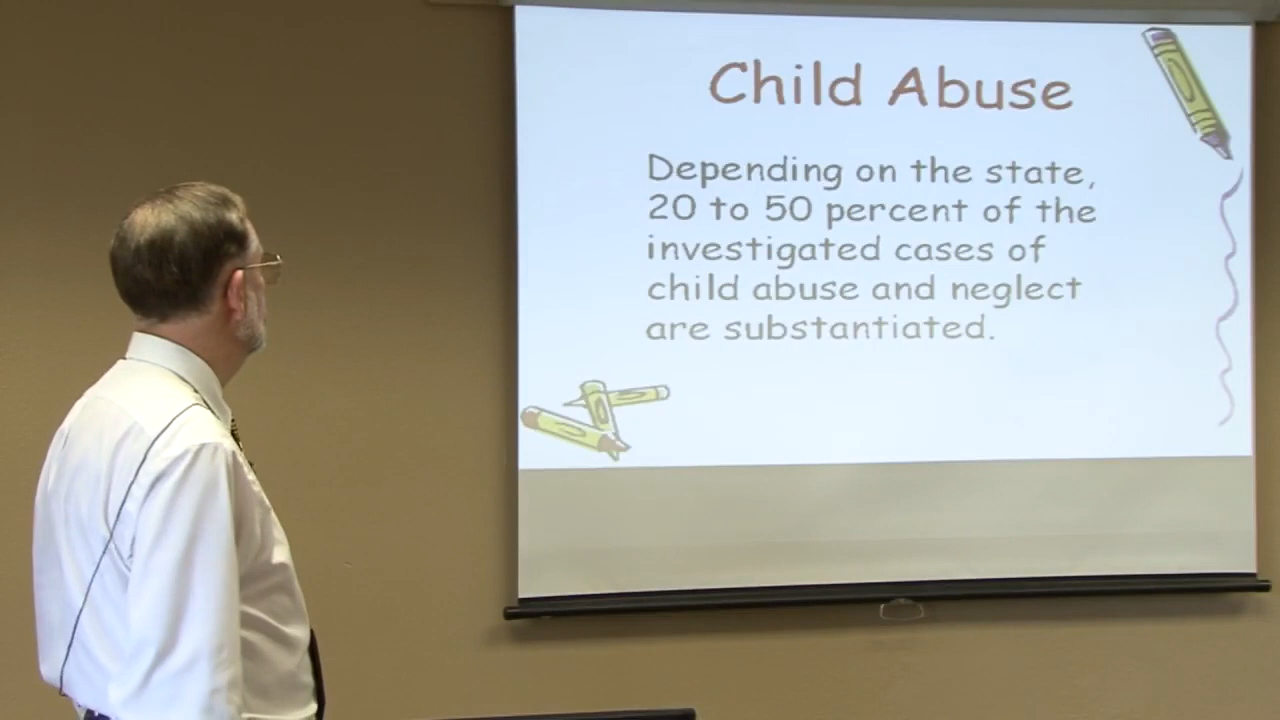 Child Abuse
Depending on the state,
20 to 50 percent of the
investigated cases of
child abuse and neglect
are substantiated.